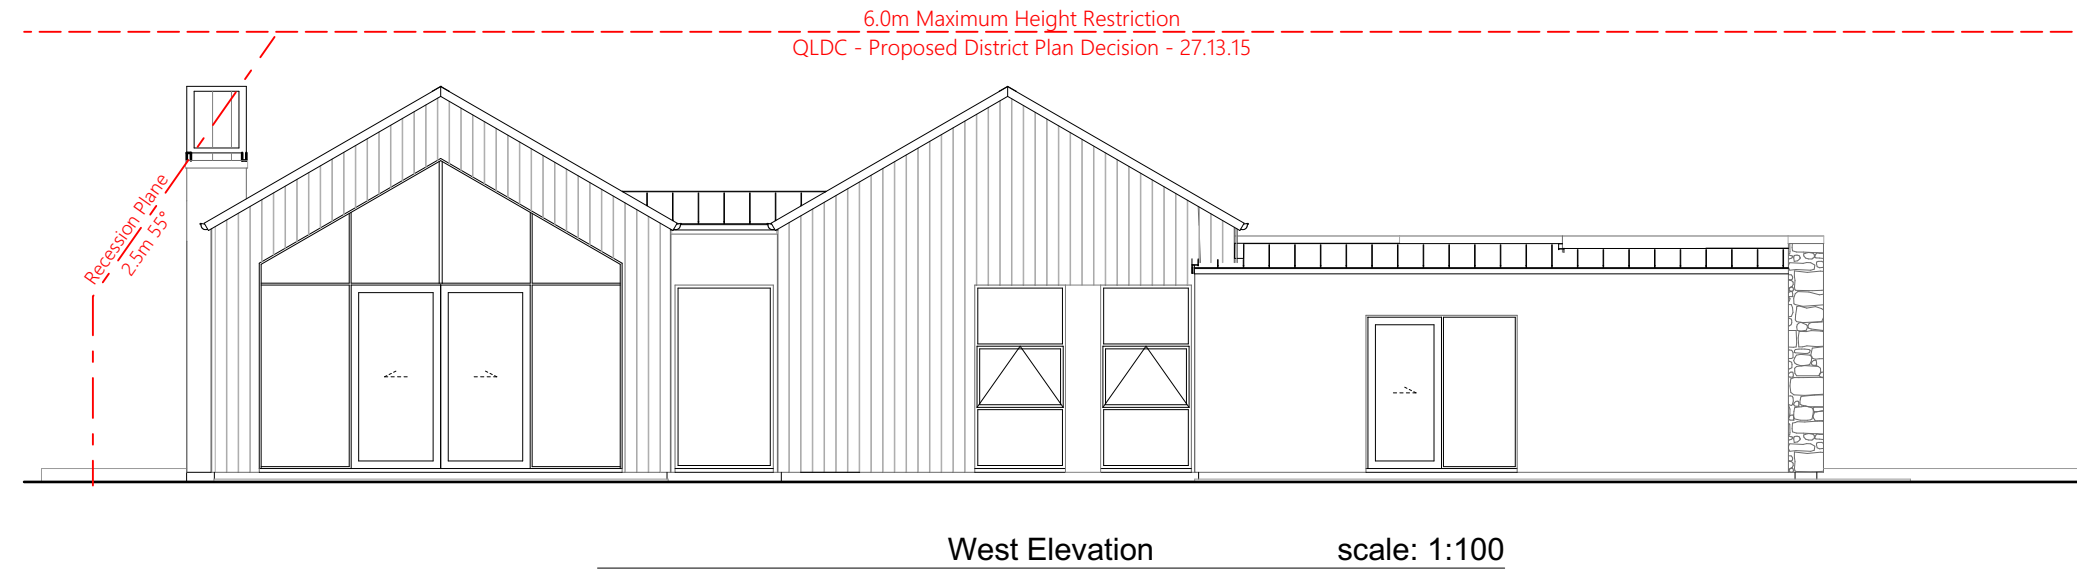 6.0m Maximum Height Restriction
QLDC - Proposed District Plan Decision - 27.13.15
Recession Plane
2.5m 55°
West Elevation scale: 1:100